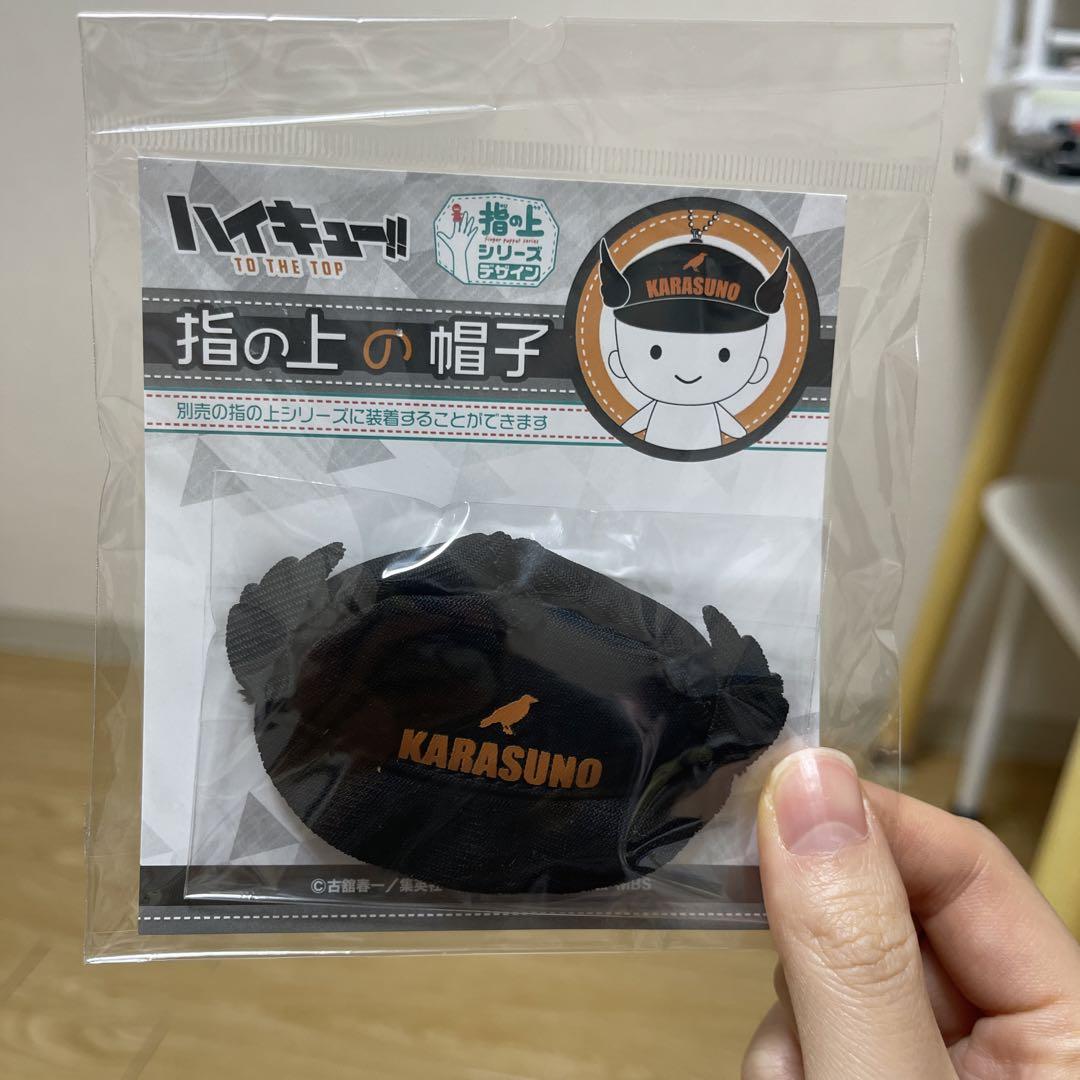 ハイキュー!!
TO THE TOP
指の上
finger puppet series
シリーズ
デザイン
KARASUNO
指の上の帽子
別売の指の上シリーズに装着することができます
KARASUNO
©古舘春一/集英社
MBS